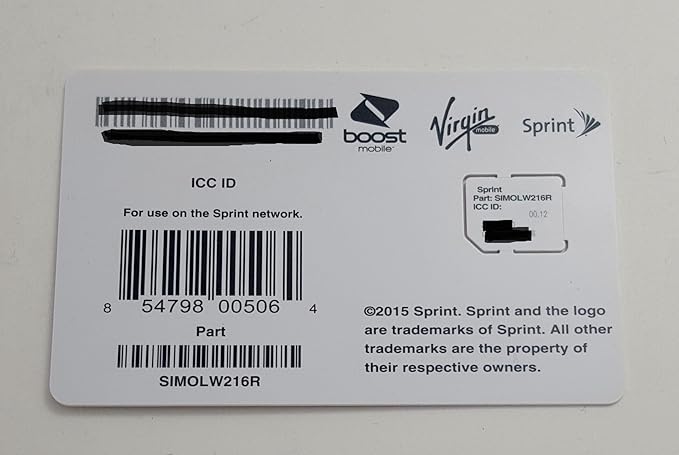 boost
mobile
Virgin
mobile
Sprint
ICC ID
For use on the Sprint network.
8 54798 00506 4
Part
SIMOLW216R
Sprint
Part: SIMOLW216R
ICC ID:
00.12
©2015 Sprint. Sprint and the logo
are trademarks of Sprint. All other
trademarks are the property of
their respective owners.